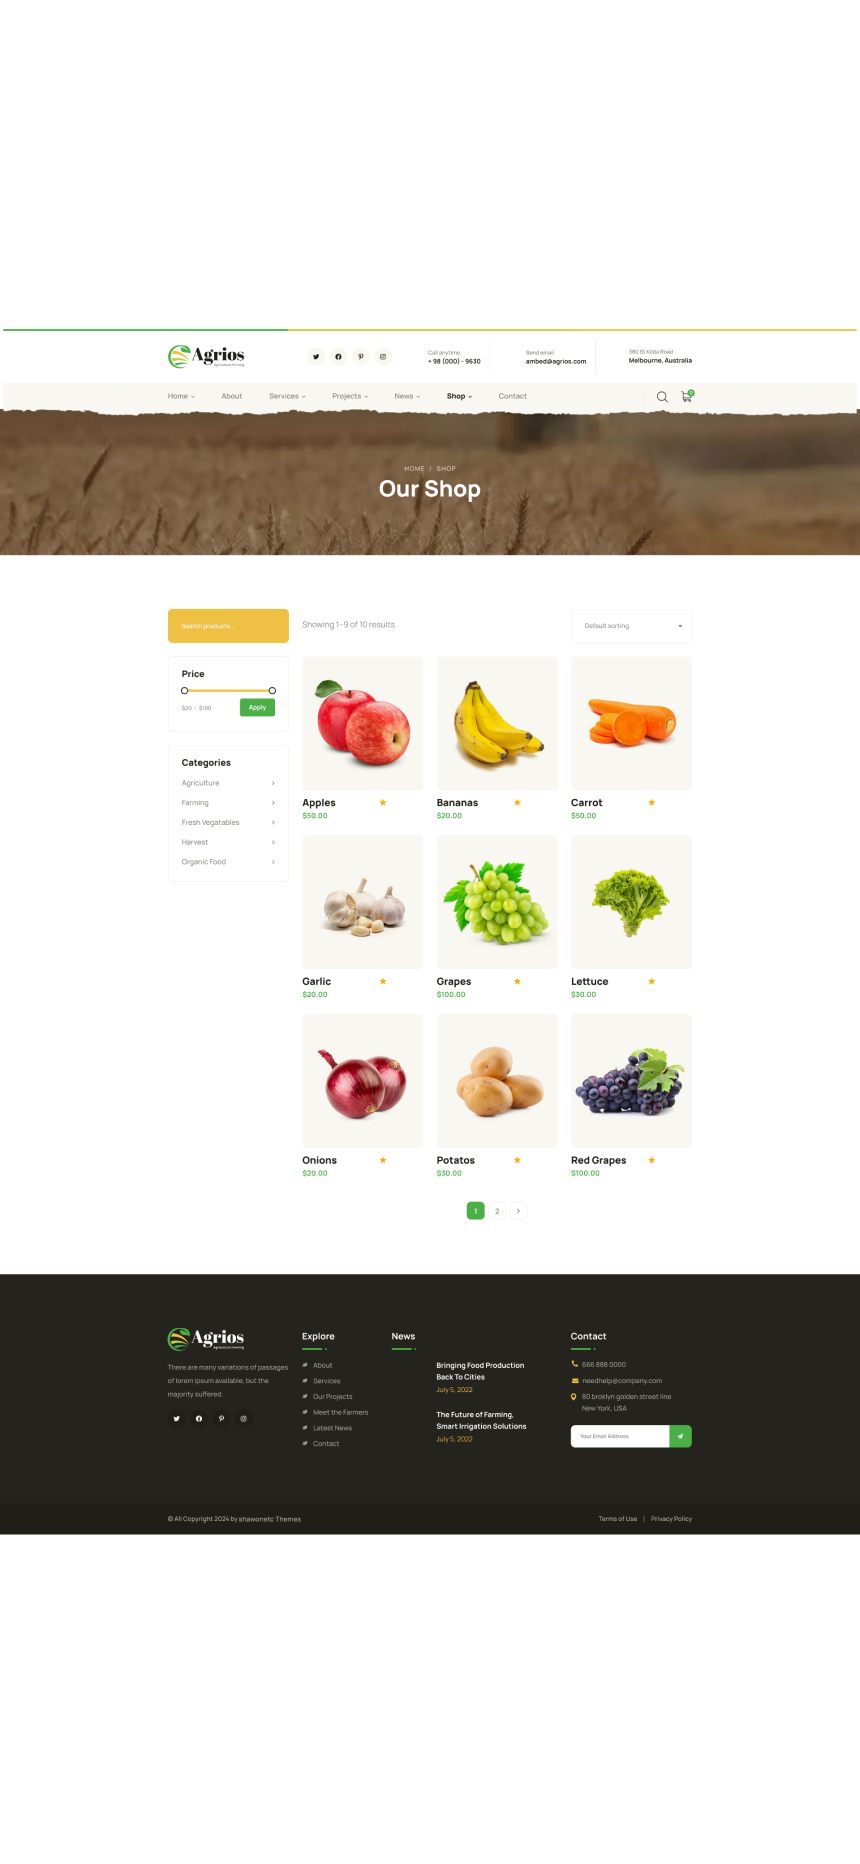 Agrios
Agriculture Farming
Call anytime
+ 98 (000) - 9630
Send email
ambed@agrios.com
380 St Kilda Road
Melbourne, Australia
Home
About
Services
Projects
News
Shop
Contact
0
HOME / SHOP
Our Shop
Search products...
Showing 1–9 of 10 results
Default sorting
Price
$20 - $100
Apply
Categories
Agriculture
Farming
Fresh Vegatables
Harvest
Organic Food
Apples
$50.00
Bananas
$20.00
Carrot
$50.00
Garlic
$20.00
Grapes
$100.00
Lettuce
$30.00
Onions
$20.00
Potatos
$30.00
Red Grapes
$100.00
1
2
Agrios
Agriculture Farming
There are many variations of passages
of lorem ipsum available, but the
majority suffered.
Explore
About
Services
Our Projects
Meet the Farmers
Latest News
Contact
News
Bringing Food Production
Back To Cities
July 5, 2022
The Future of Farming,
Smart Irrigation Solutions
July 5, 2022
Contact
666 888 0000
needhelp@company.com
80 broklyn golden street line
New York, USA
Your Email Address
© All Copyright 2024 by shawonetc Themes
Terms of Use | Privacy Policy